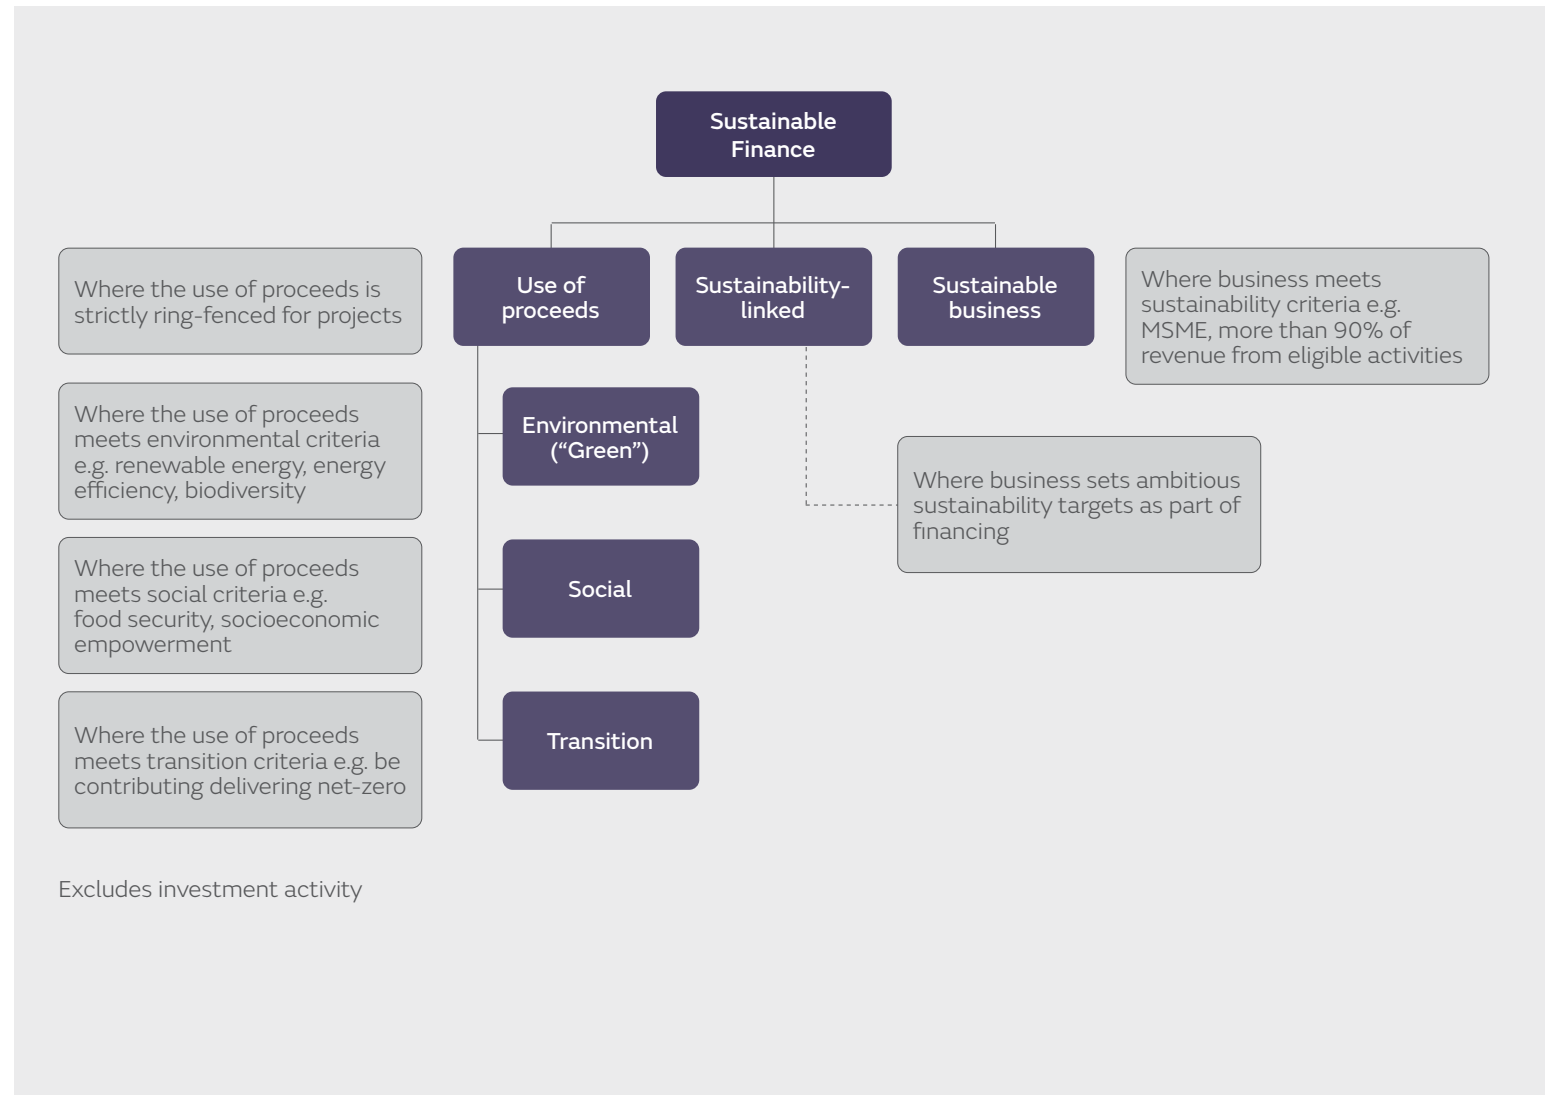 Sustainable
Finance
Where the use of proceeds is
strictly ring-fenced for projects
Use of
proceeds
Sustainability-
linked
Sustainable
business
Where business meets
sustainability criteria e.g.
MSME, more than 90% of
revenue from eligible activities
Where the use of proceeds
meets environmental criteria
e.g. renewable energy, energy
efficiency, biodiversity
Environmental
(“Green”)
Where business sets ambitious
sustainability targets as part of
financing
Where the use of proceeds
meets social criteria e.g.
food security, socioeconomic
empowerment
Social
Where the use of proceeds
meets transition criteria e.g. be
contributing delivering net-zero
Transition
Excludes investment activity